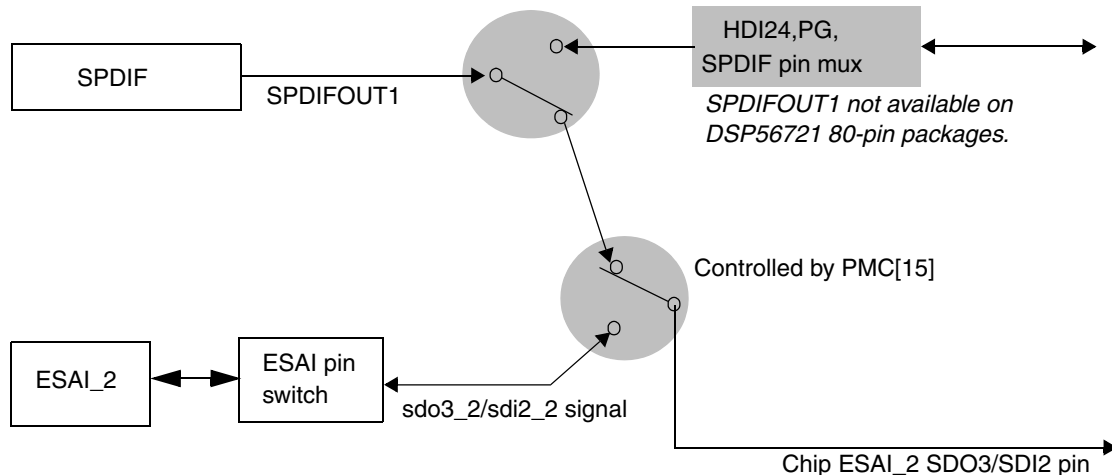 HDI24,PG,
SPDIF pin mux
SPDIF
SPDIFOUT1
SPDIFOUT1 not available on
DSP56721 80-pin packages.
Controlled by PMC[15]
ESAI_2
ESAI pin
switch
sdo3_2/sdi2_2 signal
Chip ESAI_2 SDO3/SDI2 pin